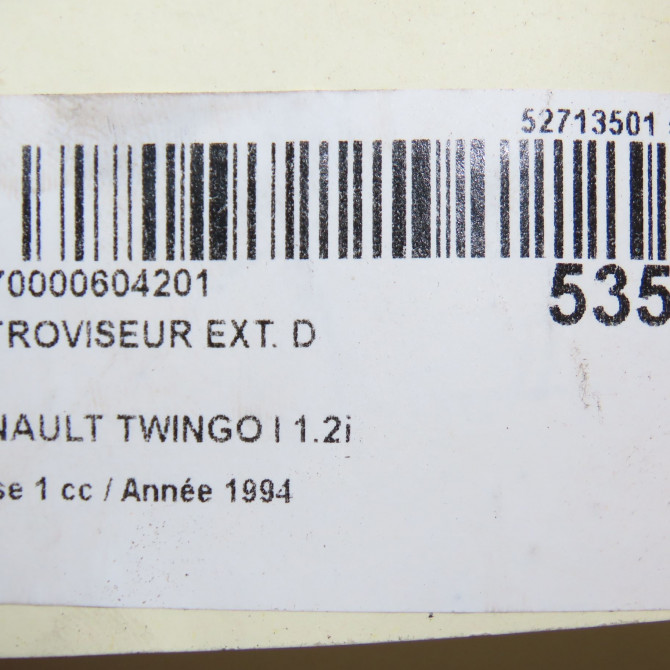 52713501
70000604201
535
TROVISEUR EXT. D
NAULT TWINGO I 1.2i
se 1 cc / Année 1994